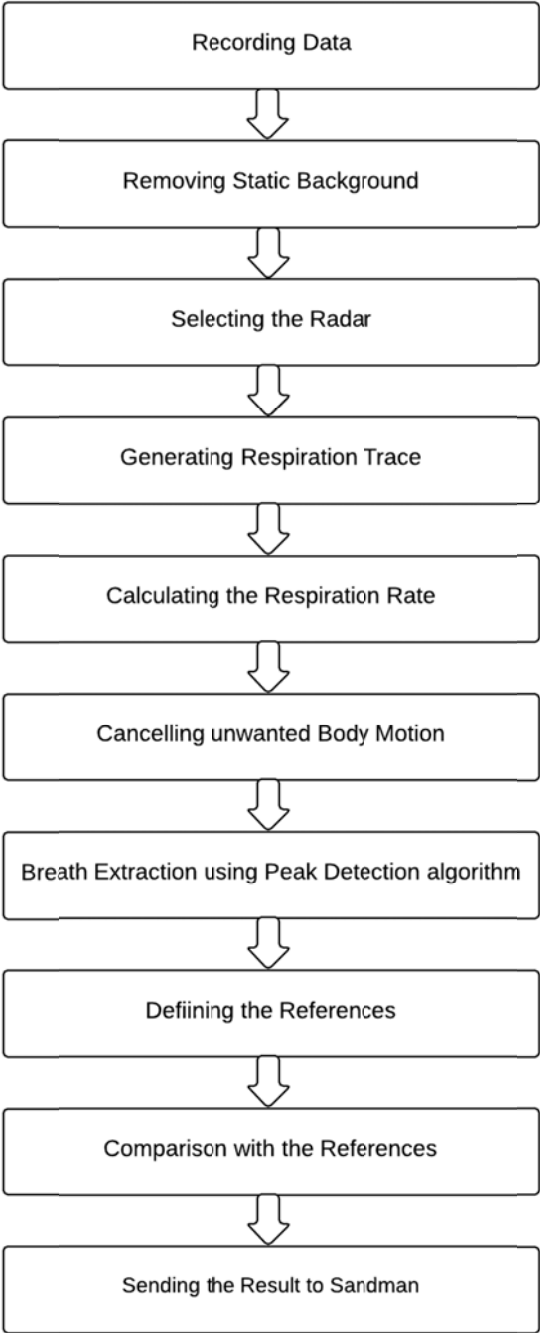 Recording Data
Removing Static Background
Selecting the Radar
Generating Respiration Trace
Calculating the Respiration Rate
Cancelling unwanted Body Motion
Breath Extraction using Peak Detection algorithm
Defiining the References
Comparison with the References
Sending the Result to Sandman